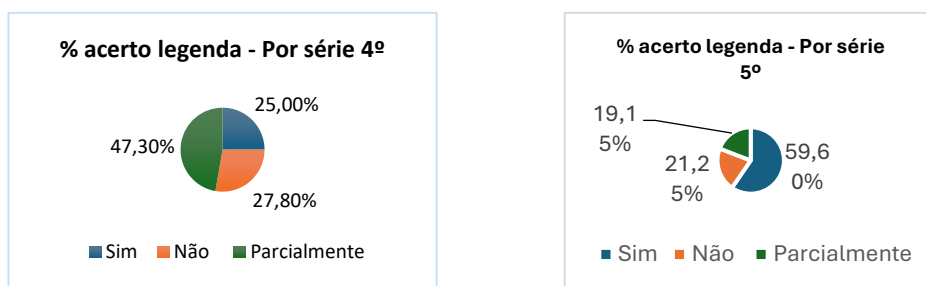 % acerto legenda - Por série 4º
25,00%
47,30%
27,80%
Sim Não Parcialmente
% acerto legenda - Por série
5º
19,1
5%
59,6
0%
21,2
5%
Sim Não Parcialmente